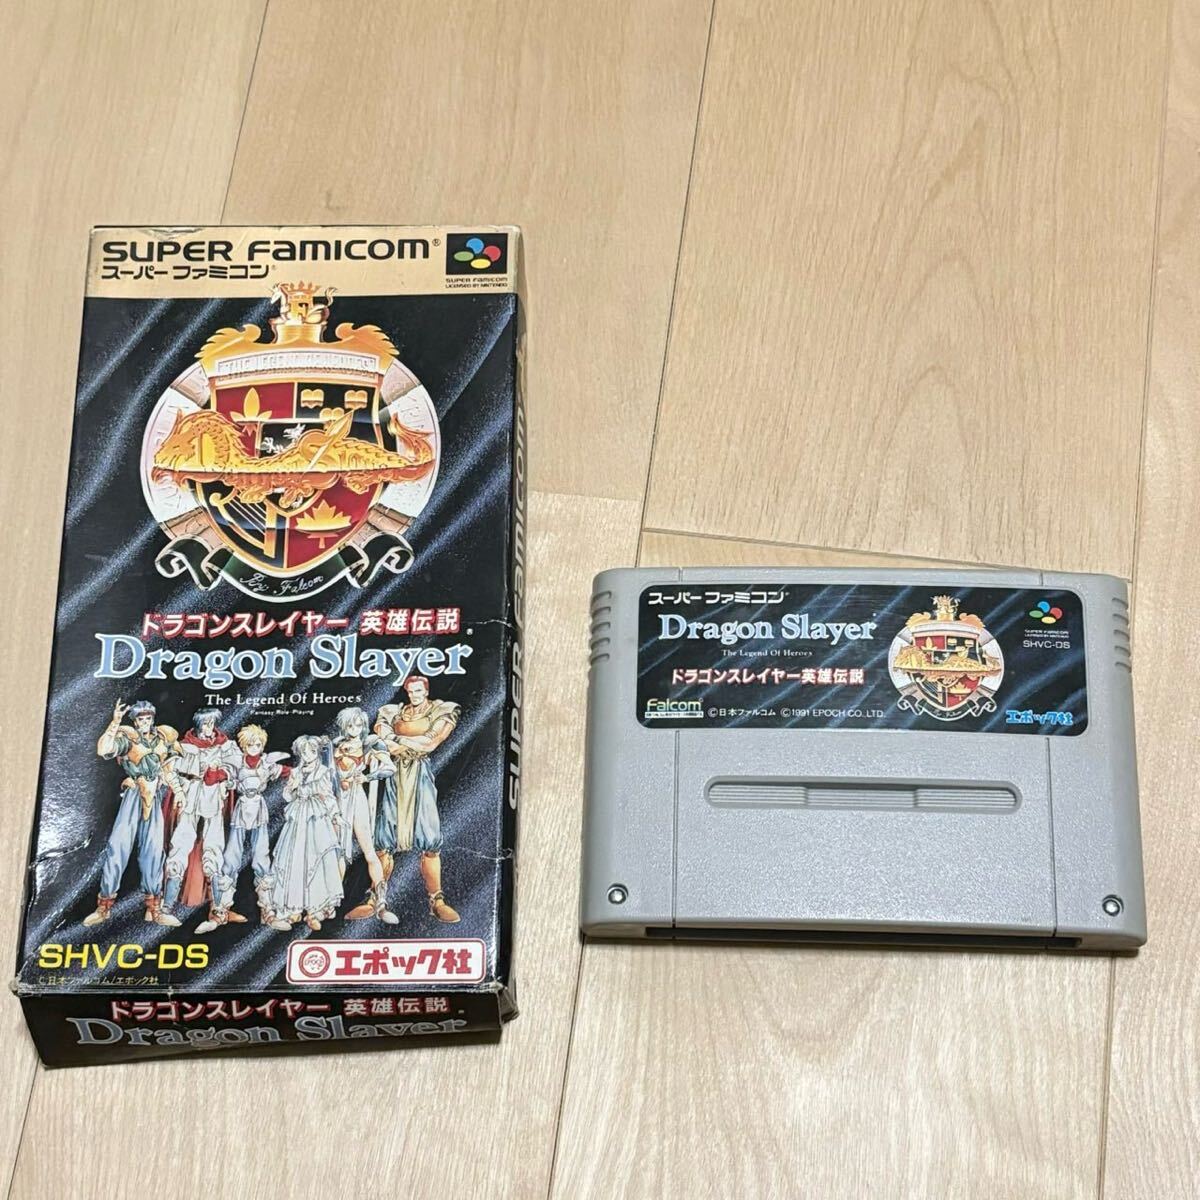 SUPER FAMICOM®
スーパーファミコン®
SUPER FAMICOM
LICENSED BY NINTENDO
THE LEGEND OF HEROES
By Falcom
ドラゴンスレイヤー 英雄伝説
Dragon Slayer®
The Legend Of Heroes
Fantasy Role-Playing
SHVC-DS
©日本ファルコム/エポック社
EPOCH
エポック社
ドラゴンスレイヤー 英雄伝説
Dragon Slayer
SUPER FAMICOM
スーパーファミコン®
Dragon Slayer
The Legend Of Heroes
ドラゴンスレイヤー英雄伝説
Falcom
©日本ファルコム ©1991 EPOCH CO., LTD.
By Falcom
SUPER FAMICOM
LICENSED BY NINTENDO
SHVC-DS
エポック社